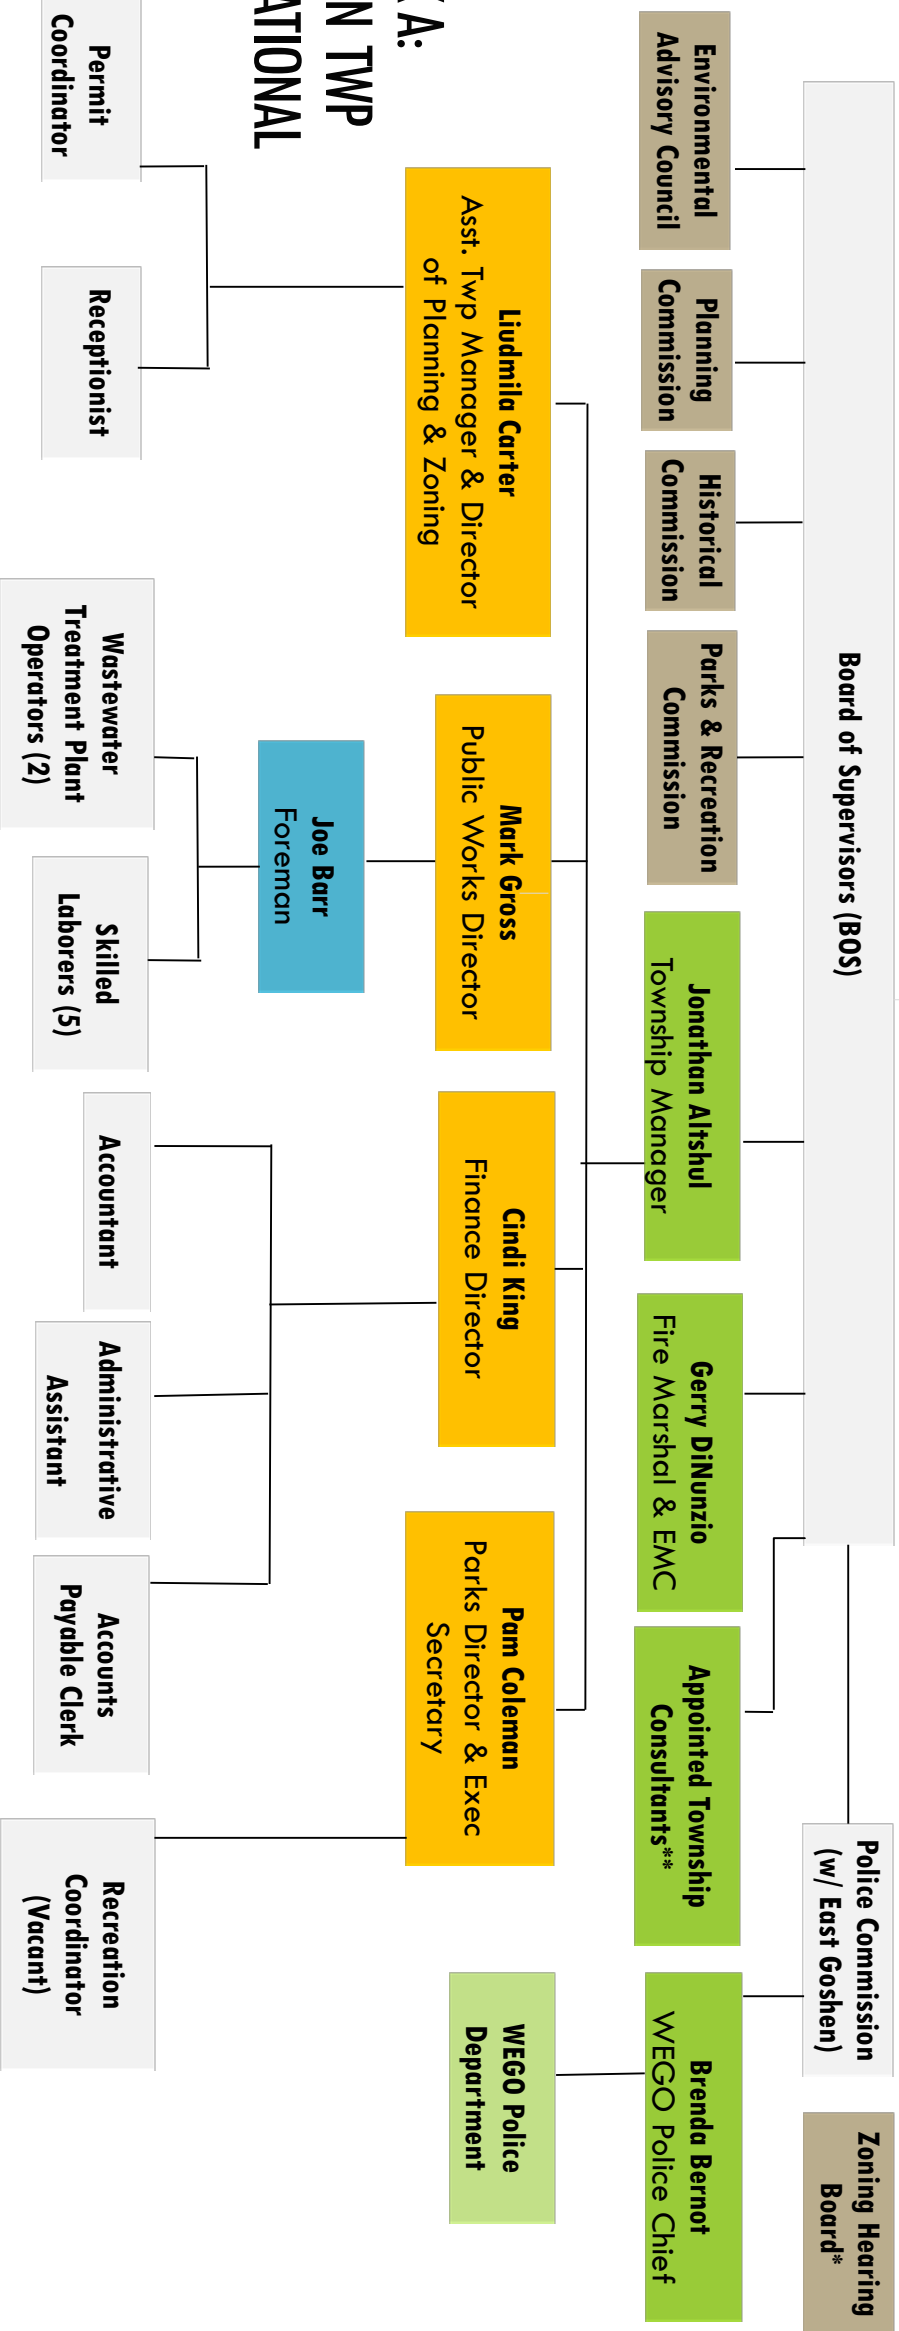 Board of Supervisors (BOS)
Police Commission
(w/ East Goshen)
Zoning Hearing
Board*
Environmental
Advisory Council
Planning
Commission
Historical
Commission
Parks & Recreation
Commission
Jonathan Altshul
Township Manager
Gerry DiNunzio
Fire Marshal & EMC
Appointed Township
Consultants**
Brenda Bernot
WEGO Police Chief
Liudmila Carter
Asst. Twp Manager & Director
of Planning & Zoning
Mark Gross
Public Works Director
Cindi King
Finance Director
Pam Coleman
Parks Director & Exec
Secretary
WEGO Police
Department
A:
N TWP
ATIONAL
Joe Barr
Foreman
Permit
Coordinator
Receptionist
Wastewater
Treatment Plant
Operators (2)
Skilled
Laborers (5)
Accountant
Administrative
Assistant
Accounts
Payable Clerk
Recreation
Coordinator
(Vacant)